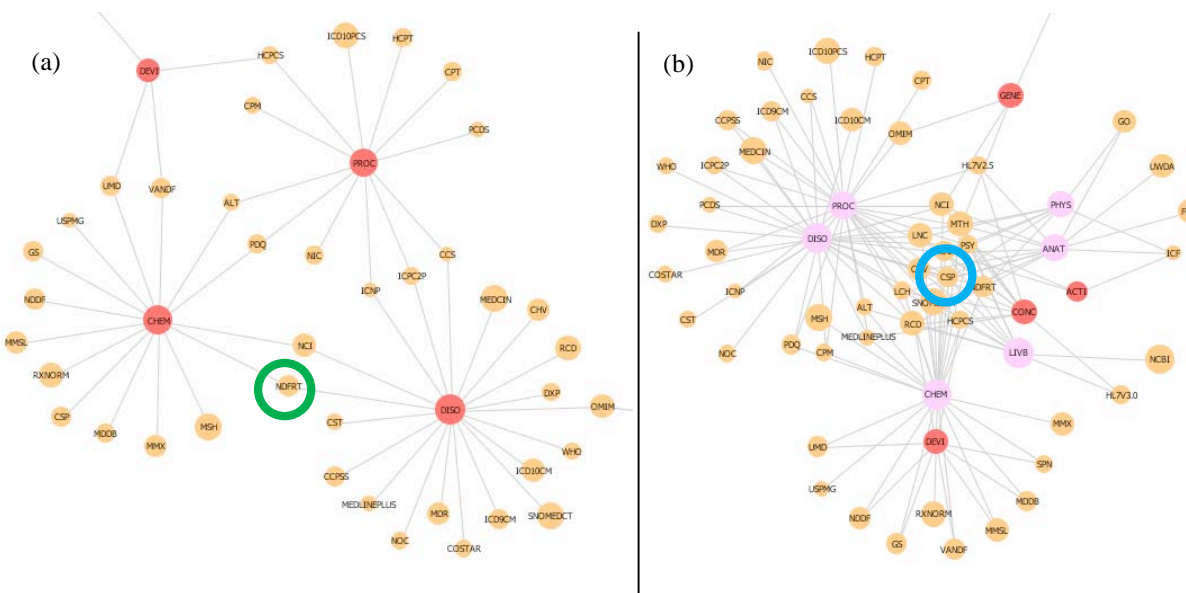 (a)
DEVI
HCPCS
ICD10PCS
HCPT
CPT
CPM
PCDS
PROC
UMD
VANDF
ALT
USPMG
GS
PDQ
NIC
CCS
ICPC2P
ICNP
NDDF
MEDCIN
CHV
CHEM
MMSL
NCI
RCD
RXNORM
NDFRT
DXP
OMIM
CSP
CST
DISO
MDDB
MSH
MMX
WHO
ICD10CM
CCPSS
MEDLINEPLUS
MDR
ICD9CM
SNOMEDCT
NOC
COSTAR
(b)
NIC
ICD10PCS
HCPT
CCS
CPT
GENE
ICD9CM
CCPSS
ICD10CM
OMIM
GO
MEDCIN
WHO
ICPC2P
HL7V2.5
UWDA
PCDS
PROC
NCI
PHYS
DXP
MTH
LNC
DISO
PSY
ANAT
MDR
ICF
COSTAR
CSP
ICNP
LCH
NDFRT
ACTI
ALT
CONC
CST
MSH
RCD
HCPCS
MEDLINEPLUS
NOC
PDQ
CPM
LIVB
NCBI
CHEM
HL7V3.0
MMX
DEVI
UMD
SPN
USPMG
MDDB
NDDF
RXNORM
MMSL
GS
VANDF